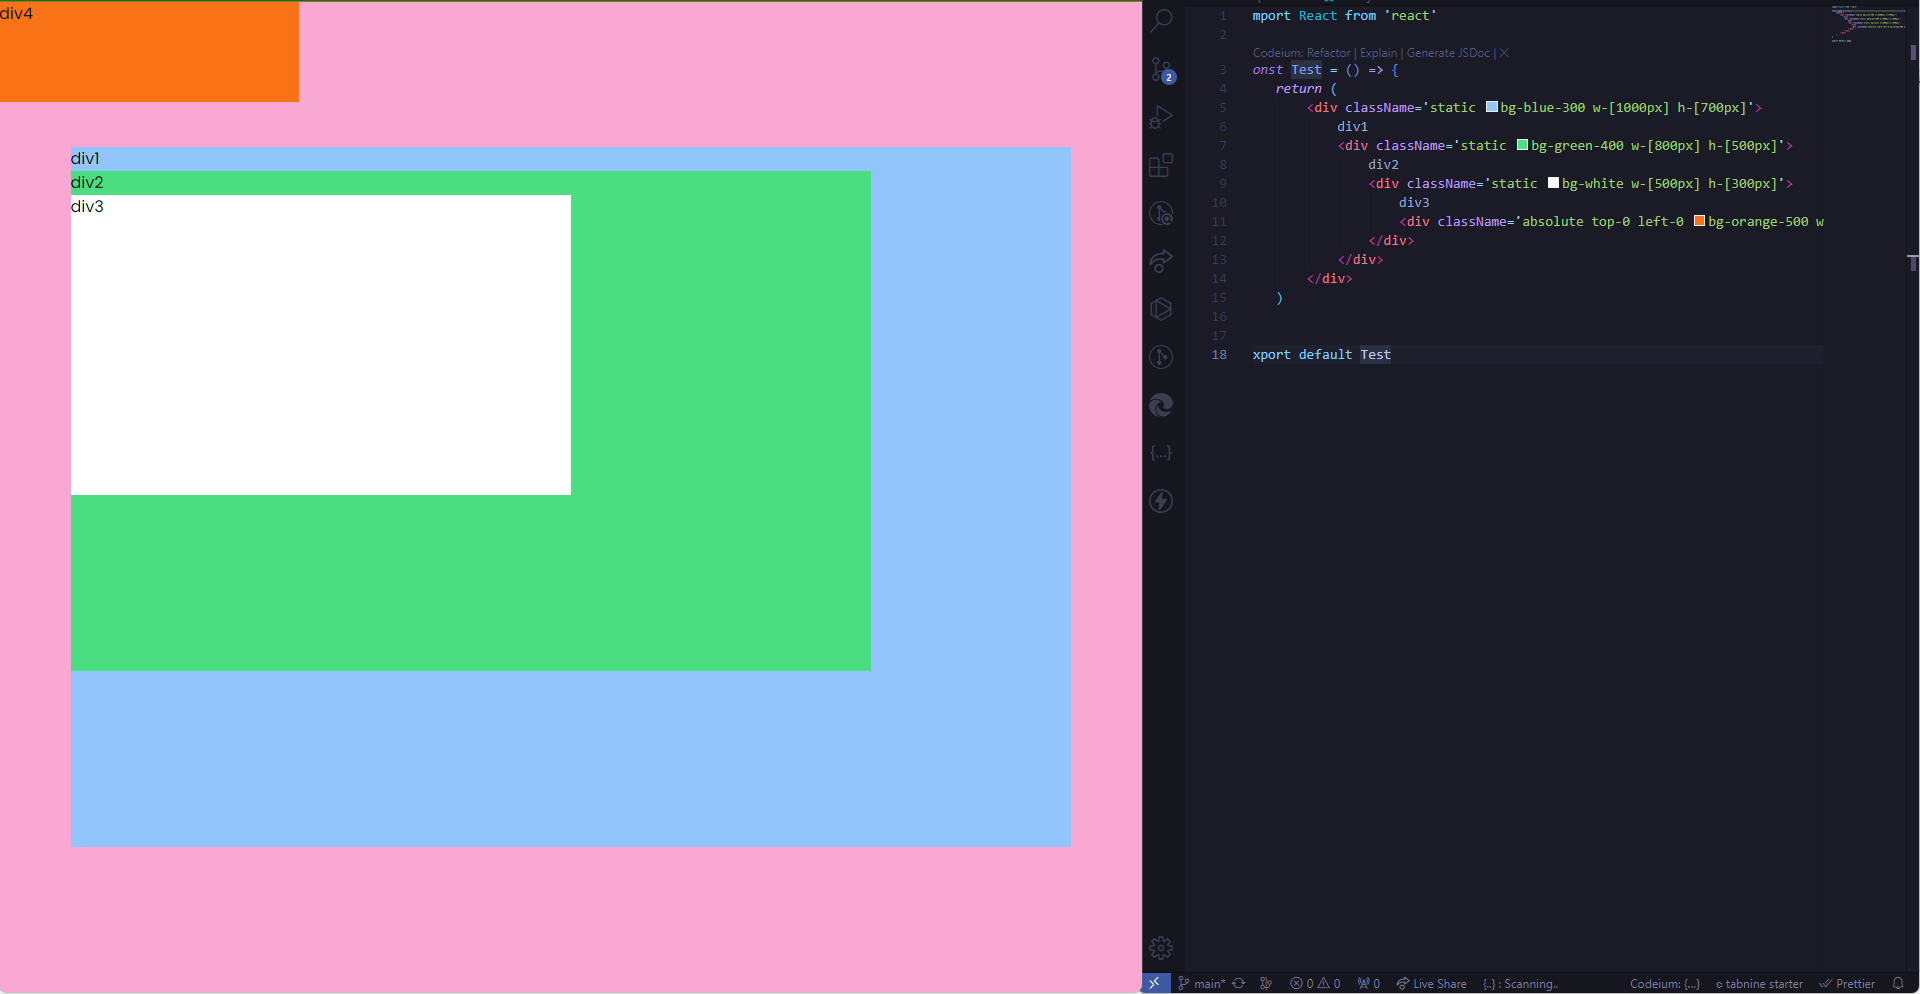 div4
div1
div2
div3
2
1 mport React from 'react'
2
Codeium: Refactor | Explain | Generate JSDoc | X
3 onst Test = () => {
4 return (
5 <div className='static bg-blue-300 w-[1000px] h-[700px]'>
6 div1
7 <div className='static bg-green-400 w-[800px] h-[500px]'>
8 div2
9 <div className='static bg-white w-[500px] h-[300px]'>
10 div3
11 <div className='absolute top-0 left-0 bg-orange-500 w
12 </div>
13 </div>
14 </div>
15 )
16
17
18 xport default Test
{...}
main* 0 0 0 Live Share {..} : Scanning.. Codeium: {...} tabnine starter Prettier